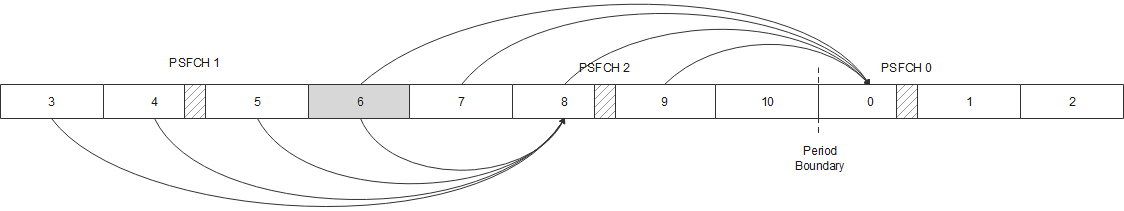 PSFCH 1
PSFCH 2
PSFCH 0
3 4 5 6 7 8 9 10 0 1 2
Period
Boundary